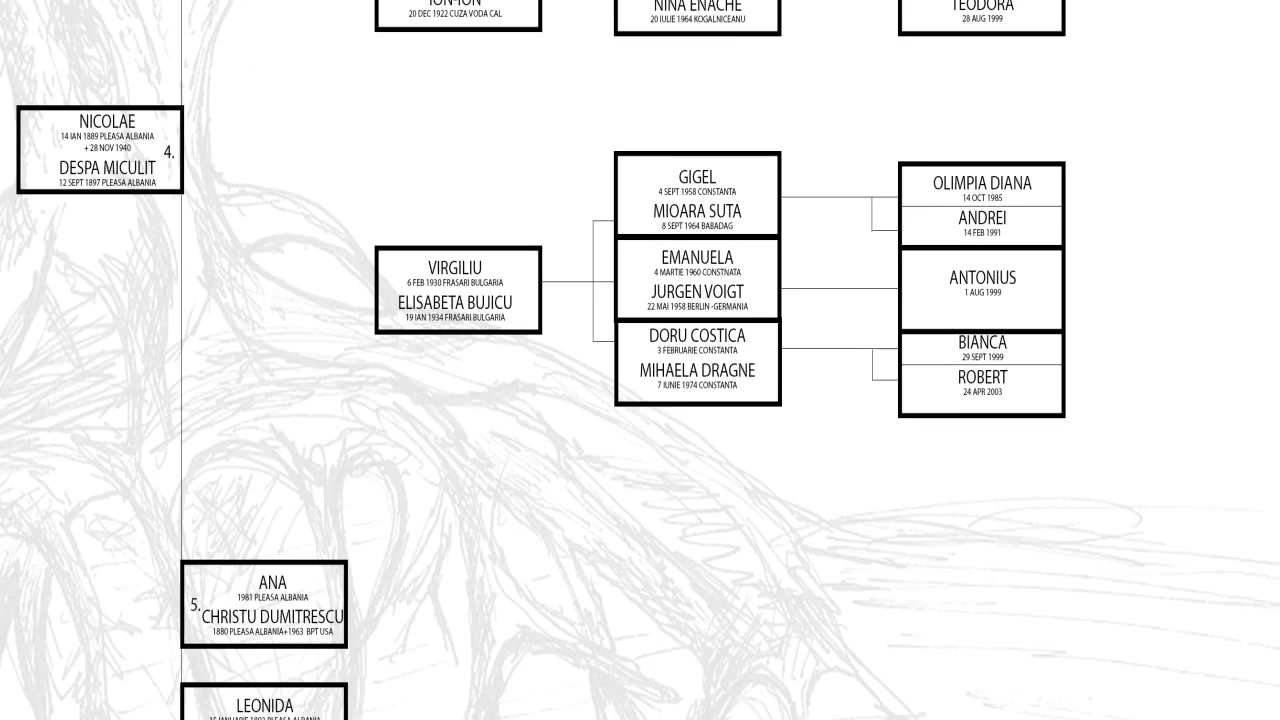 ION-ION
20 DEC 1922 CUZA VODA CAL
NINA ENACHE
20 IULIE 1964 KOGALNICEANU
TEODORA
28 AUG 1999
NICOLAE
14 IAN 1889 PLEASA ALBANIA
+ 28 NOV 1940
4.
DESPA MICULIT
12 SEPT 1897 PLEASA ALBANIA
VIRGILIU
6 FEB 1930 FRASARI BULGARIA
ELISABETA BUJICU
19 IAN 1934 FRASARI BULGARIA
GIGEL
4 SEPT 1958 CONSTANTA
MIOARA SUTA
8 SEPT 1964 BABADAG
EMANUELA
4 MARTIE 1960 CONSTNATA
JURGEN VOIGT
22 MAI 1958 BERLIN -GERMANIA
DORU COSTICA
3 FEBRUARIE CONSTANTA
MIHAELA DRAGNE
7 IUNIE 1974 CONSTANTA
OLIMPIA DIANA
14 OCT 1985
ANDREI
14 FEB 1991
ANTONIUS
1 AUG 1999
BIANCA
29 SEPT 1999
ROBERT
24 APR 2003
ANA
1981 PLEASA ALBANIA
5.
CHRISTU DUMITRESCU
1880 PLEASA ALBANIA+1963 BPT USA
LEONIDA
15 IANUARIE 1892 PLEASA ALBANIA